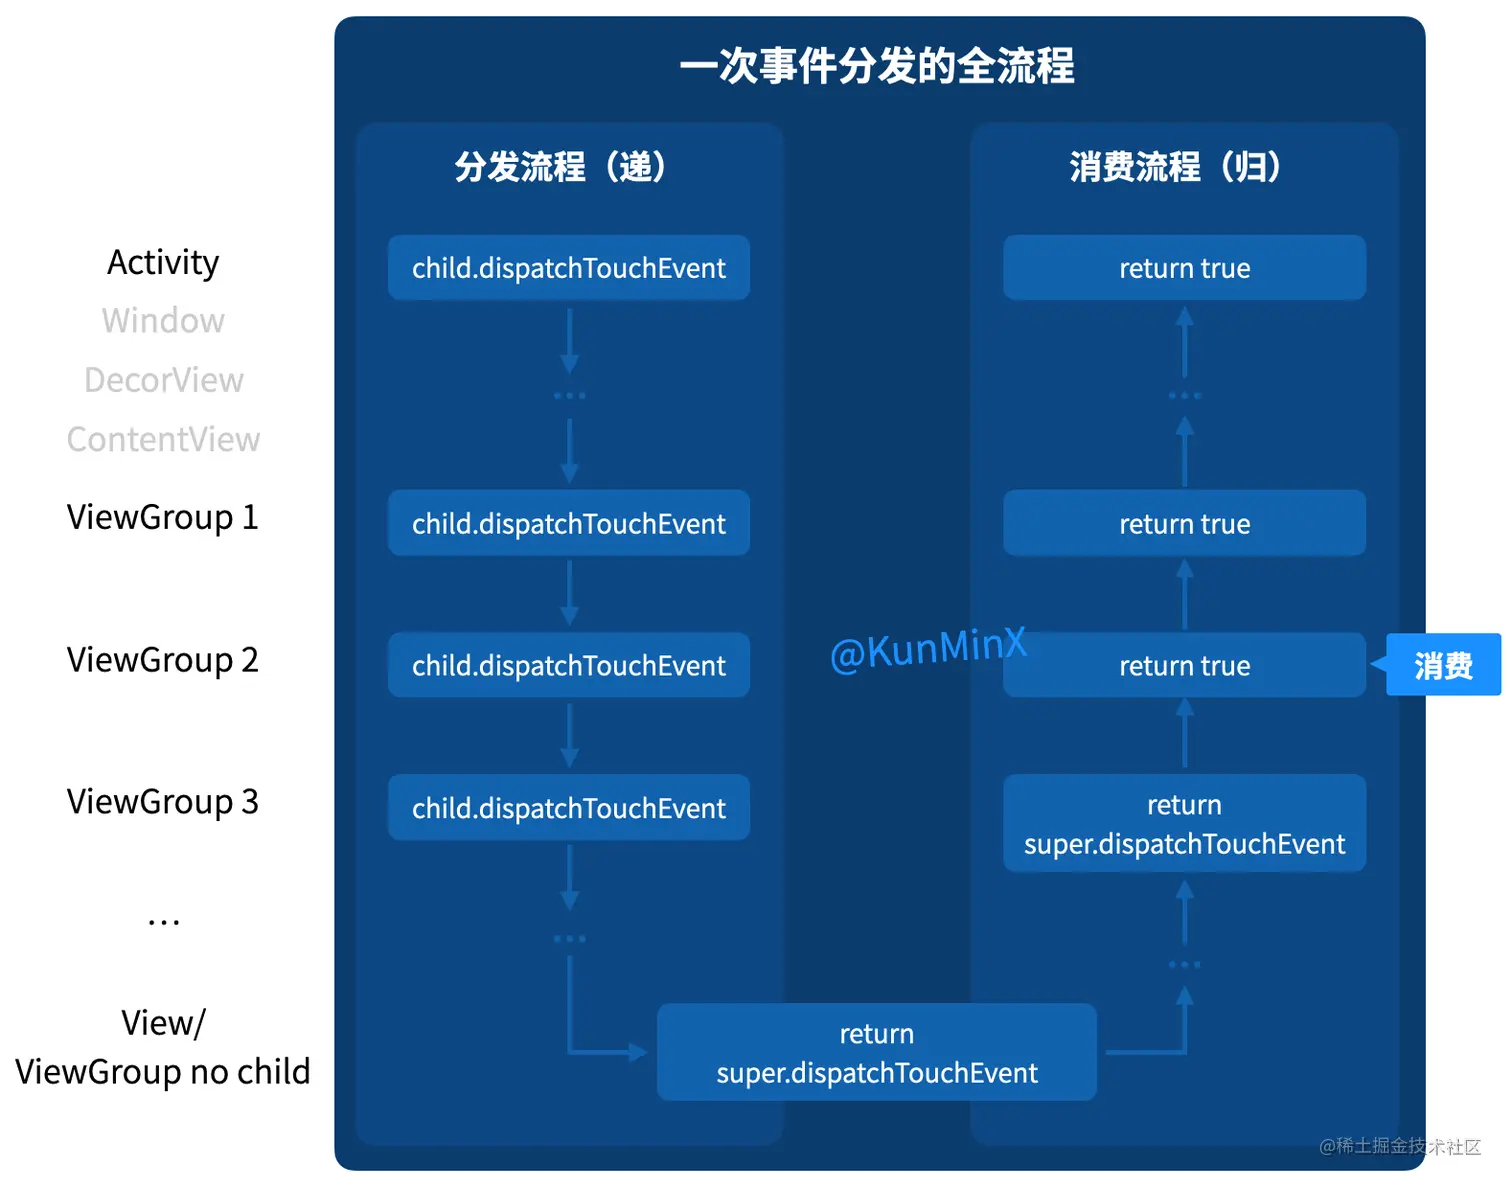 一次事件分发的全流程
分发流程（递）
消费流程（归）
Activity
child.dispatchTouchEvent
return true
Window
DecorView
...
...
ContentView
ViewGroup 1
child.dispatchTouchEvent
return true
@KunMinX
ViewGroup 2
child.dispatchTouchEvent
return true
消费
ViewGroup 3
child.dispatchTouchEvent
return
super.dispatchTouchEvent
...
...
...
View/
ViewGroup no child
return
super.dispatchTouchEvent
@稀土掘金技术社区